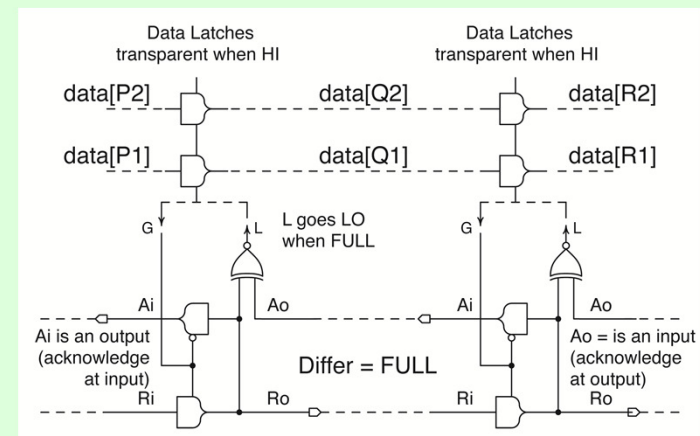 Data Latches
transparent when HI
Data Latches
transparent when HI
data[P2]
data[Q2]
data[R2]
data[P1]
data[Q1]
data[R1]
G
L
L goes LO
when FULL
G
L
Ai
Ao
Ai
Ao
Ai is an output
(acknowledge
at input)
Differ = FULL
Ao = is an input
(acknowledge
at output)
Ri
Ro
Ri
Ro